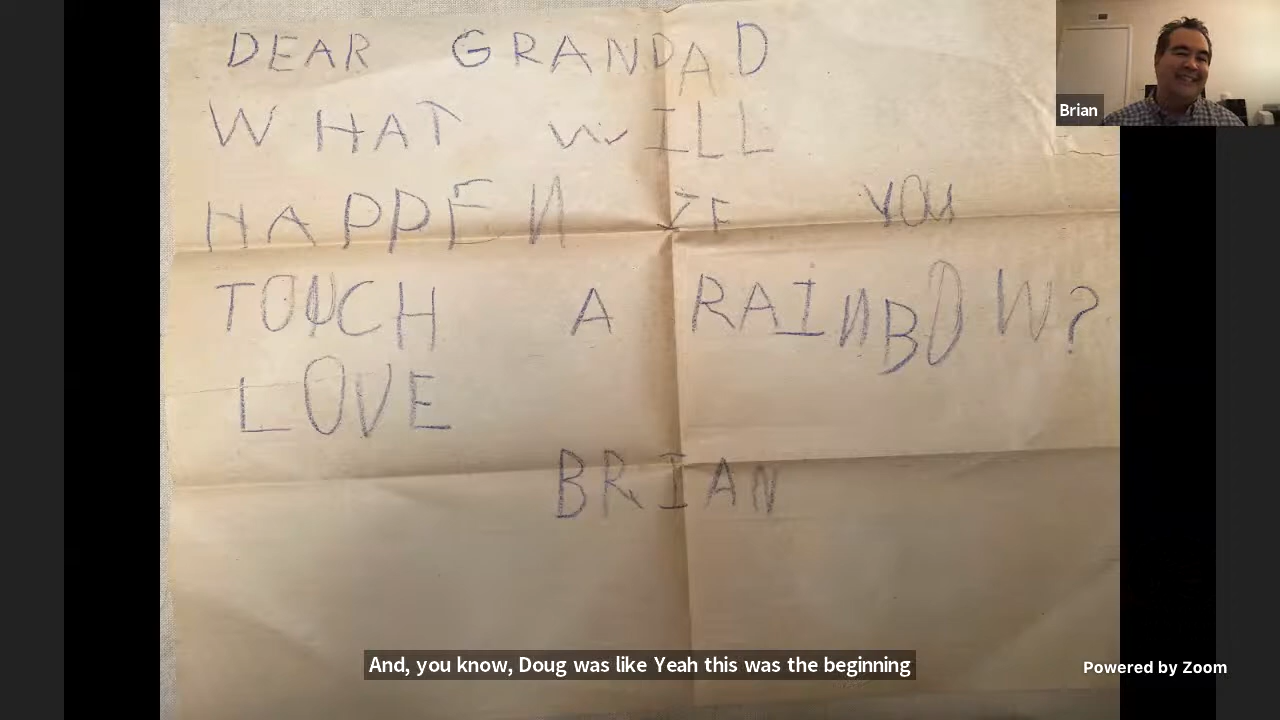 DEAR GRANDAD
WHAT WILL
HAPPEN IF YOU
TOUCH A RAINBOW?
LOVE
BRIAN
Brian
And, you know, Doug was like Yeah this was the beginning
Powered by Zoom